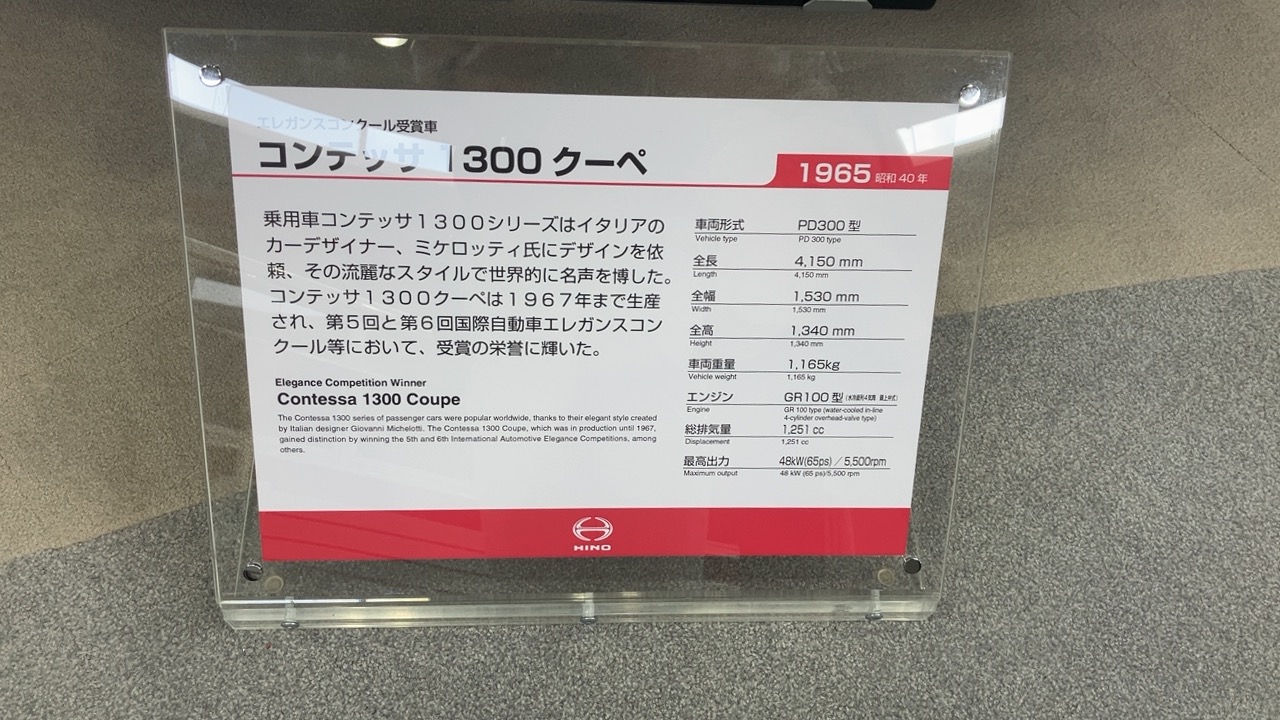 エレガンスコンクール受賞車
コンテッサ 1300 クーペ
1965 昭和 40 年
乗用車コンテッサ１３００シリーズはイタリアの
カーデザイナー、ミケロッティ氏にデザインを依
頼、その流麗なスタイルで世界的に名声を博した。
コンテッサ１３００クーペは１９６７年まで生産
され、第５回と第６回国際自動車エレガンスコン
クール等において、受賞の栄誉に輝いた。
Elegance Competition Winner
Contessa 1300 Coupe
The Contessa 1300 series of passenger cars were popular worldwide, thanks to their elegant style created
by Italian designer Giovanni Michelotti. The Contessa 1300 Coupe, which was in production until 1967,
gained distinction by winning the 5th and 6th International Automotive Elegance Competitions, among
others.
車両形式 PD300 型
Vehicle type PD 300 type
全長 4,150 mm
Length 4,150 mm
全幅 1,530 mm
Width 1,530 mm
全高 1,340 mm
Height 1,340 mm
車両重量 1,165kg
Vehicle weight 1,165 kg
エンジン GR100 型 (水冷直列４気筒 頭上弁式)
Engine GR 100 type (water-cooled in-line
4-cylinder overhead-valve type)
総排気量 1,251 cc
Displacement 1,251 cc
最高出力 48kW(65ps) / 5,500rpm
Maximum output 48 kW (65 ps)/5,500 rpm
HINO